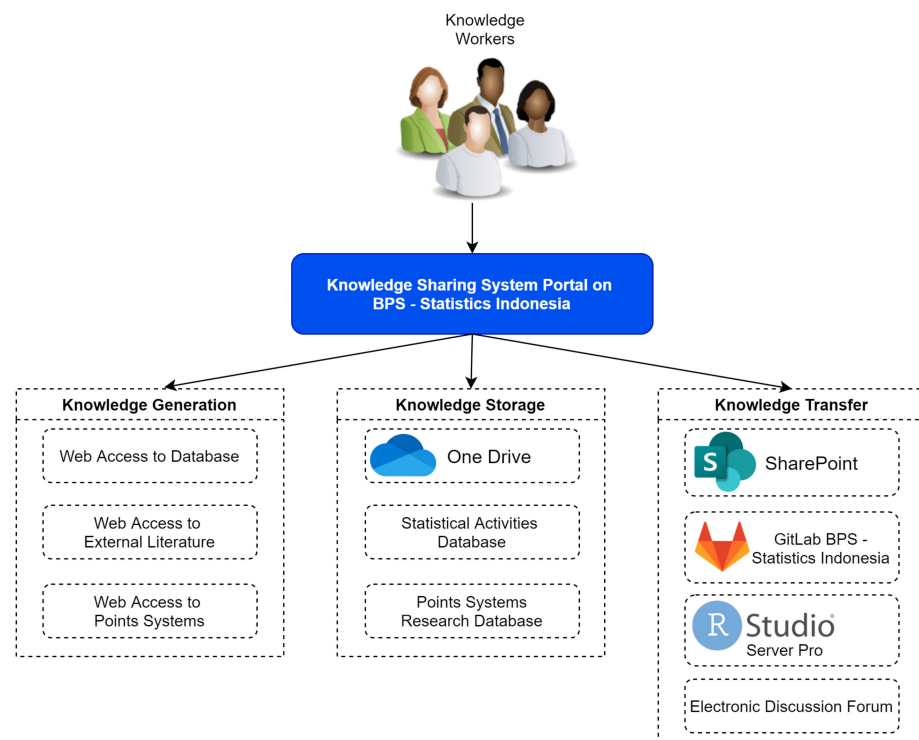 Knowledge
Workers
Knowledge Sharing System Portal on
BPS - Statistics Indonesia
Knowledge Generation
Web Access to Database
Web Access to
External Literature
Web Access to
Points Systems
Knowledge Storage
One Drive
Statistical Activities
Database
Points Systems
Research Database
Knowledge Transfer
S
SharePoint
GitLab BPS -
Statistics Indonesia
R Studio®
Server Pro
Electronic Discussion Forum